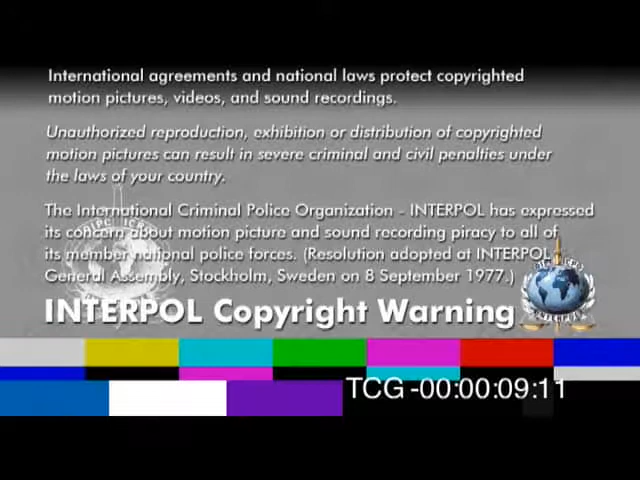 International agreements and national laws protect copyrighted
motion pictures, videos, and sound recordings.
Unauthorized reproduction, exhibition or distribution of copyrighted
motion pictures can result in severe criminal and civil penalties under
the laws of your country.
The International Criminal Police Organization - INTERPOL has expressed
its concern about motion picture and sound recording piracy to all of
its member national police forces. (Resolution adopted at INTERPOL
General Assembly, Stockholm, Sweden on 8 September 1977.)
INTERPOL Copyright Warning
INTERPOL
TCG -00:00:09:11